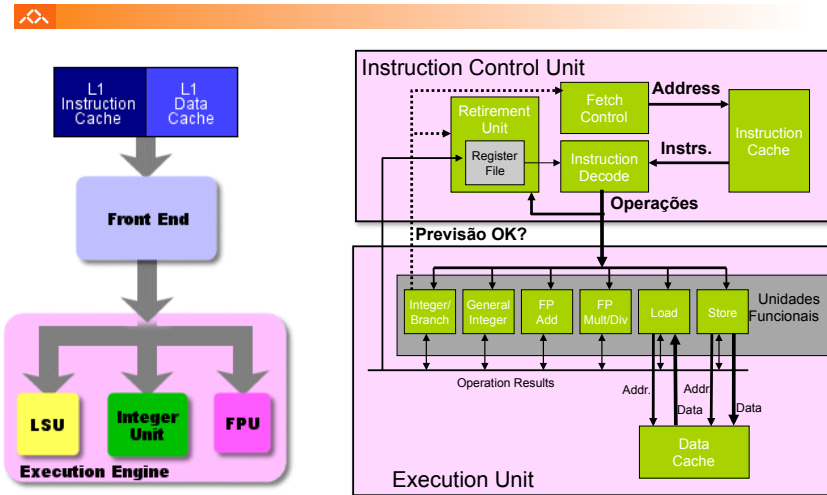 L1
Instruction
Cache
L1
Data
Cache
Front End
LSU
Integer
Unit
FPU
Execution Engine
Instruction Control Unit
Retirement
Unit
Register
File
Fetch
Control
Address
Instruction
Decode
Instrs.
Instruction
Cache
Operações
Previsão OK?
Integer/
Branch
General
Integer
FP
Add
FP
Mult/Div
Load
Store
Unidades
Funcionais
Operation Results
Addr.
Addr.
Data
Data
Data
Cache
Execution Unit